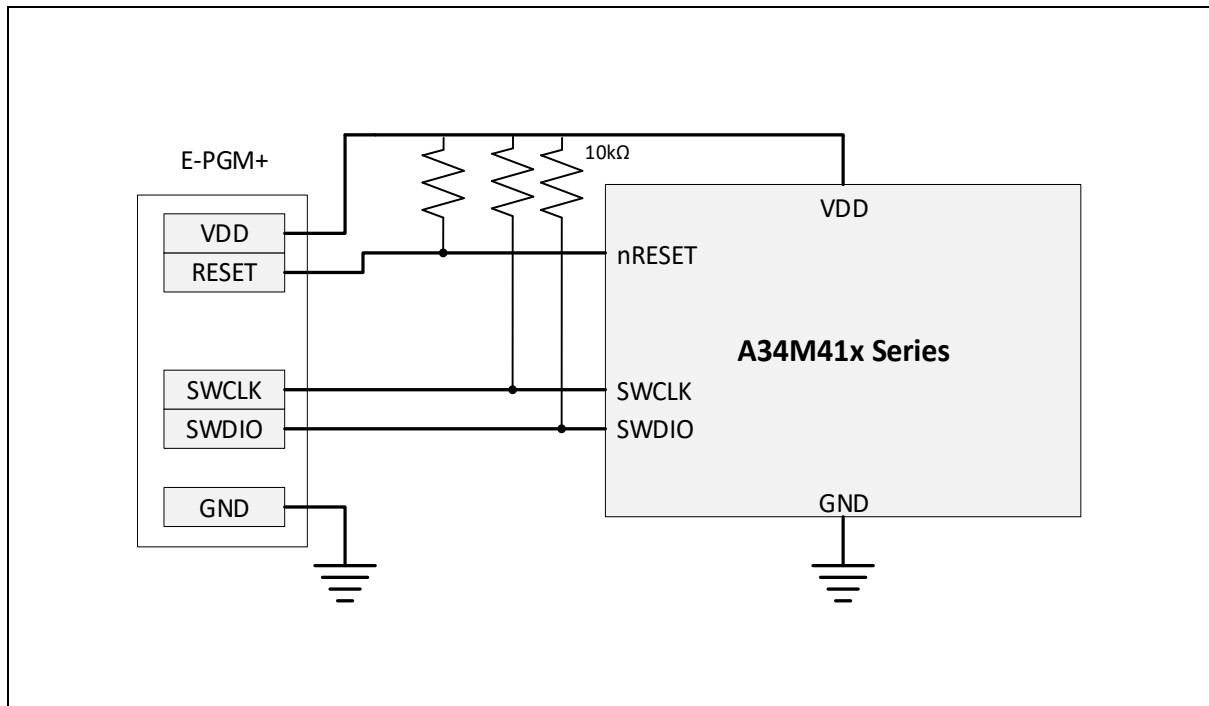 E-PGM+
10kΩ
VDD
VDD
RESET
nRESET
A34M41x Series
SWCLK
SWCLK
SWDIO
SWDIO
GND
GND